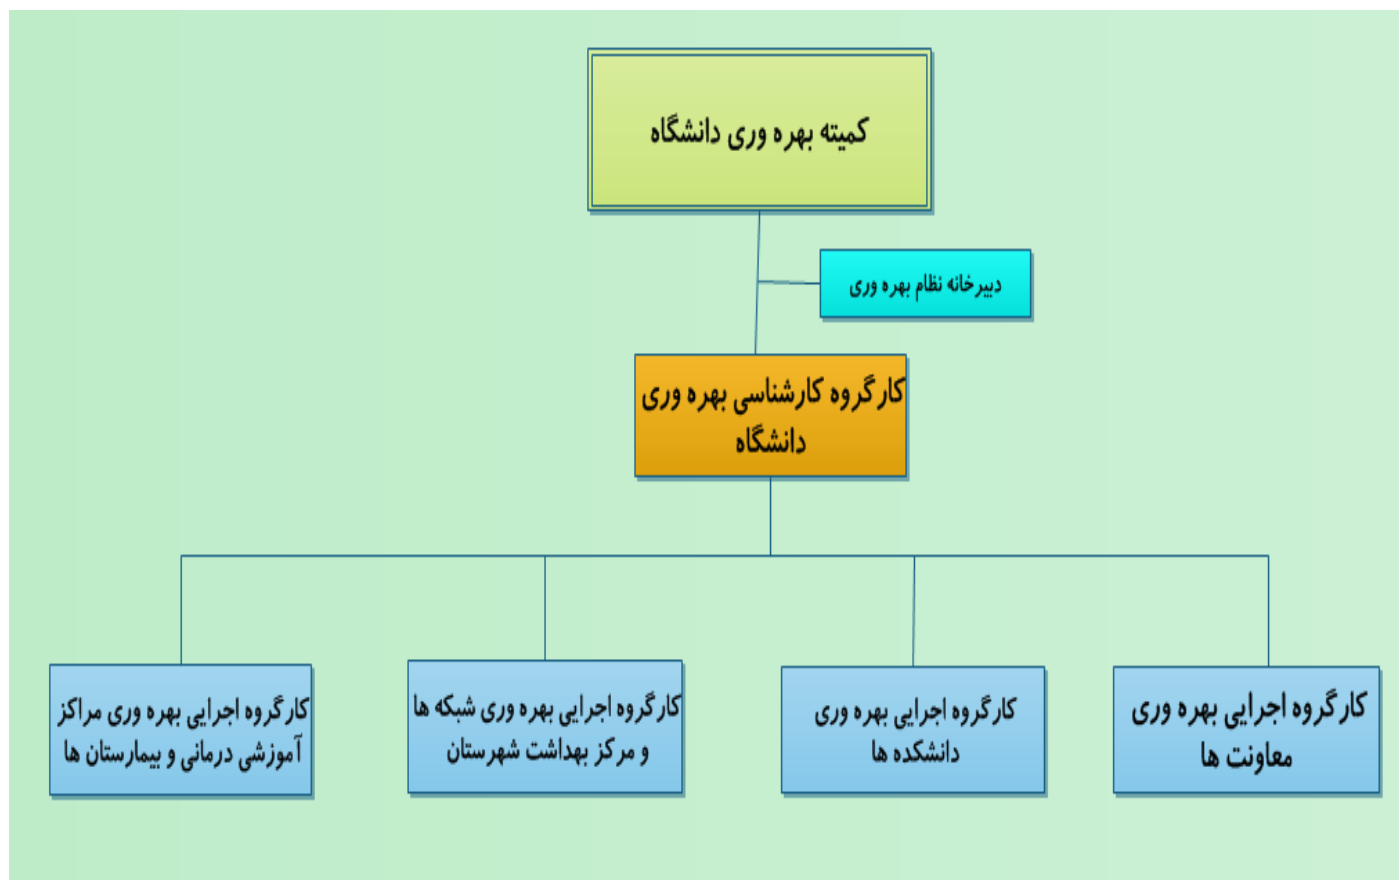 کمیته بهره وری دانشگاه
دبیرخانه نظام بهره وری
کارگروه کارشناسی بهره وری
دانشگاه
کارگروه اجرایی بهره وری
معاونت ها
کارگروه اجرایی بهره وری
دانشکده ها
کارگروه اجرایی بهره وری شبکه ها
و مرکز بهداشت شهرستان
کارگروه اجرایی بهره وری مراکز
آموزشی درمانی و بیمارستان ها